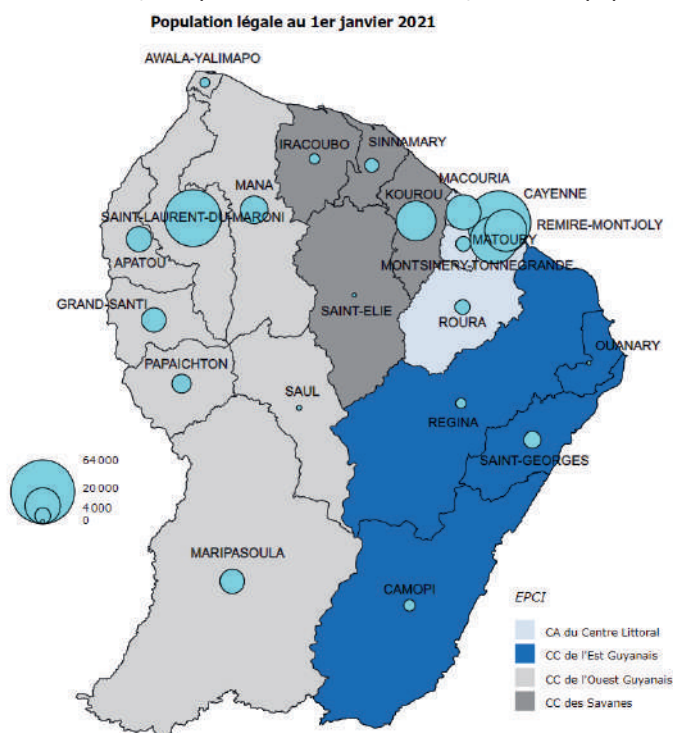 Population légale au 1er janvier 2021
AWALA-YALIMAPO
IRACOUBO
SINNAMARY
MANA
KOUROU
MACOURIA
CAYENNE
SAINT-LAURENT-DU-MARONI
REMIRE-MONTJOLY
MATOURY
APATOU
MONTSINERY-TONNEGRANDE
GRAND-SANTI
SAINT-ELIE
ROURA
OUANARY
PAPAICHTON
SAUL
REGINA
SAINT-GEORGES
64 000
20 000
4 000
0
MARIPASOULA
CAMOPI
EPCI
CA du Centre Littoral
CC de l'Est Guyanais
CC de l'Ouest Guyanais
CC des Savanes